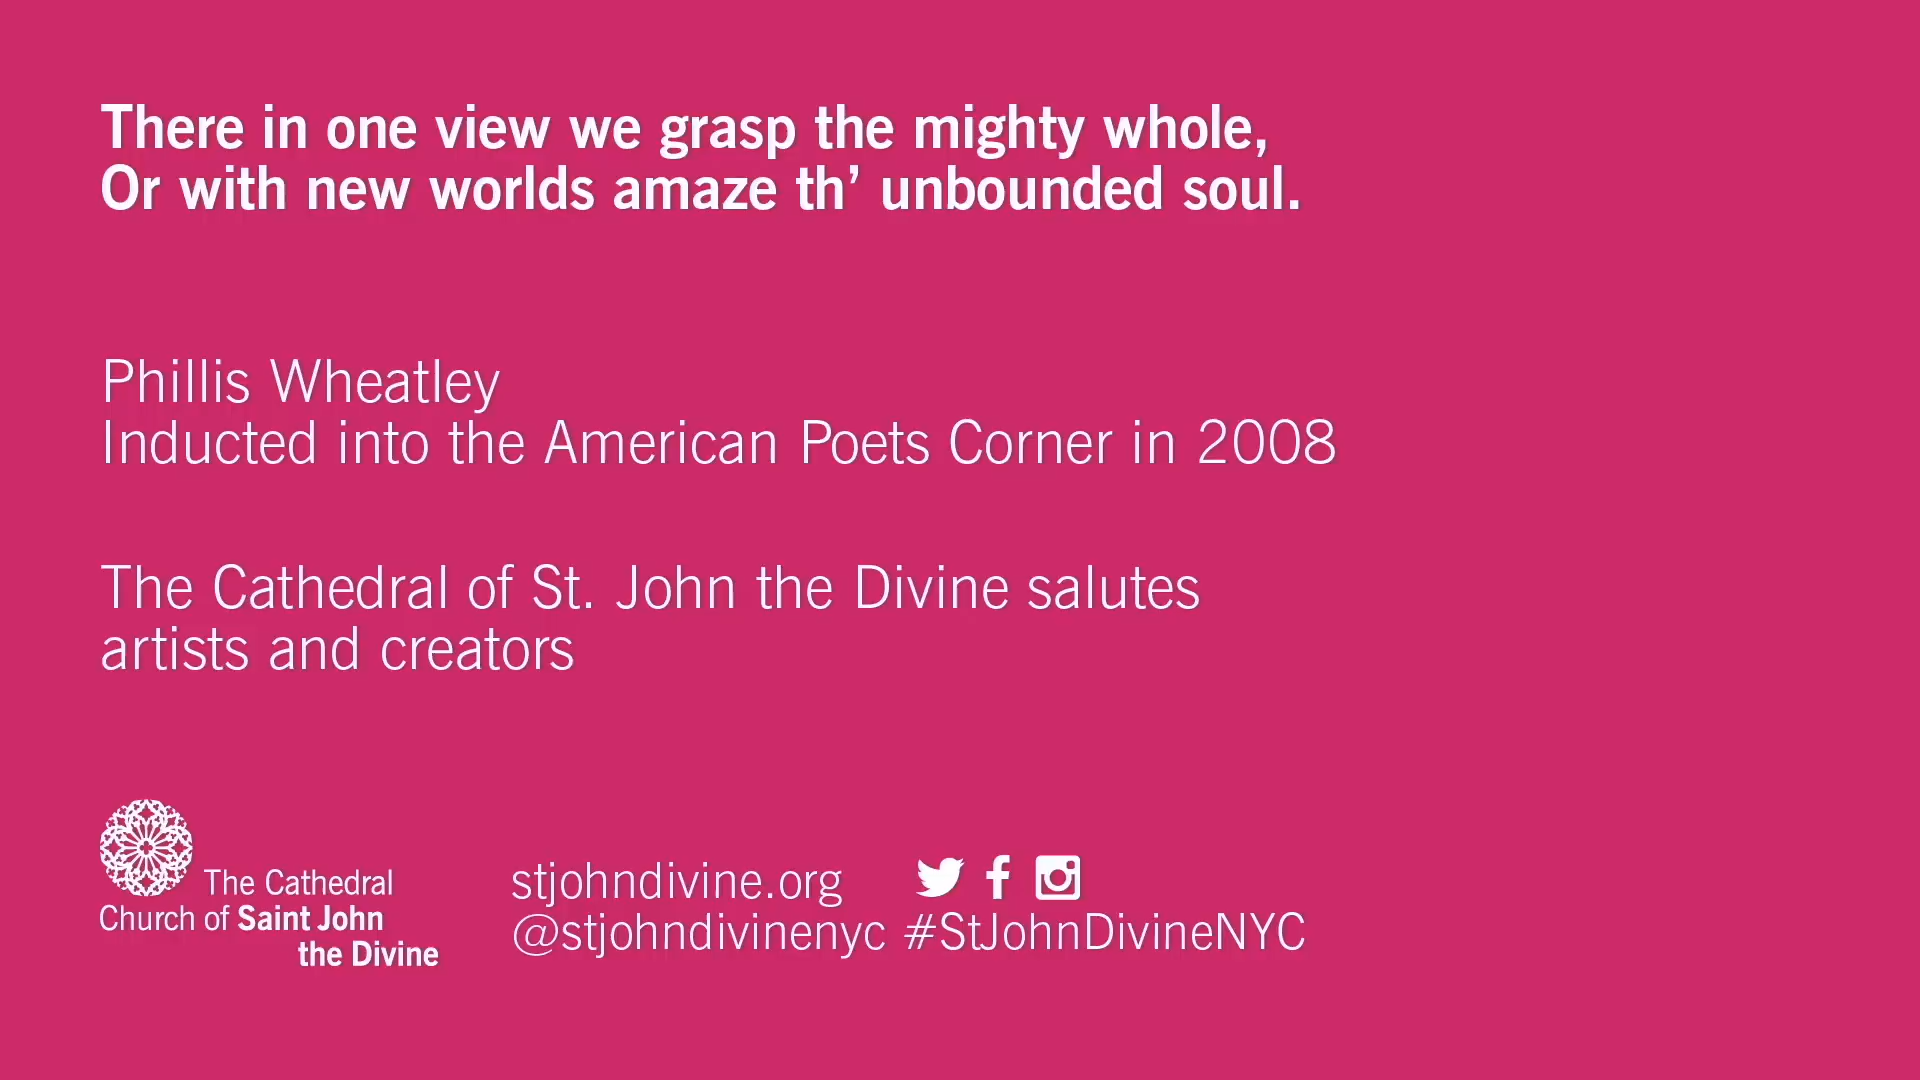 There in one view we grasp the mighty whole,
Or with new worlds amaze th’ unbounded soul.
Phillis Wheatley
Inducted into the American Poets Corner in 2008
The Cathedral of St. John the Divine salutes
artists and creators
The Cathedral
Church of Saint John
the Divine
stjohndivine.org
@stjohndivinenyc #StJohnDivineNYC